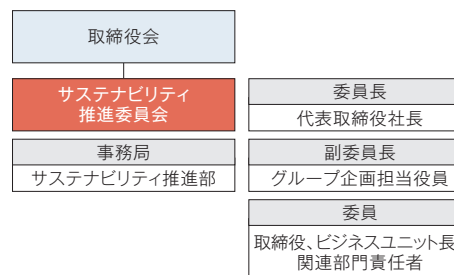 取締役会
サステナビリティ
推進委員会
事務局
サステナビリティ推進部
委員長
代表取締役社長
副委員長
グループ企画担当役員
委員
取締役、ビジネスユニット長
関連部門責任者